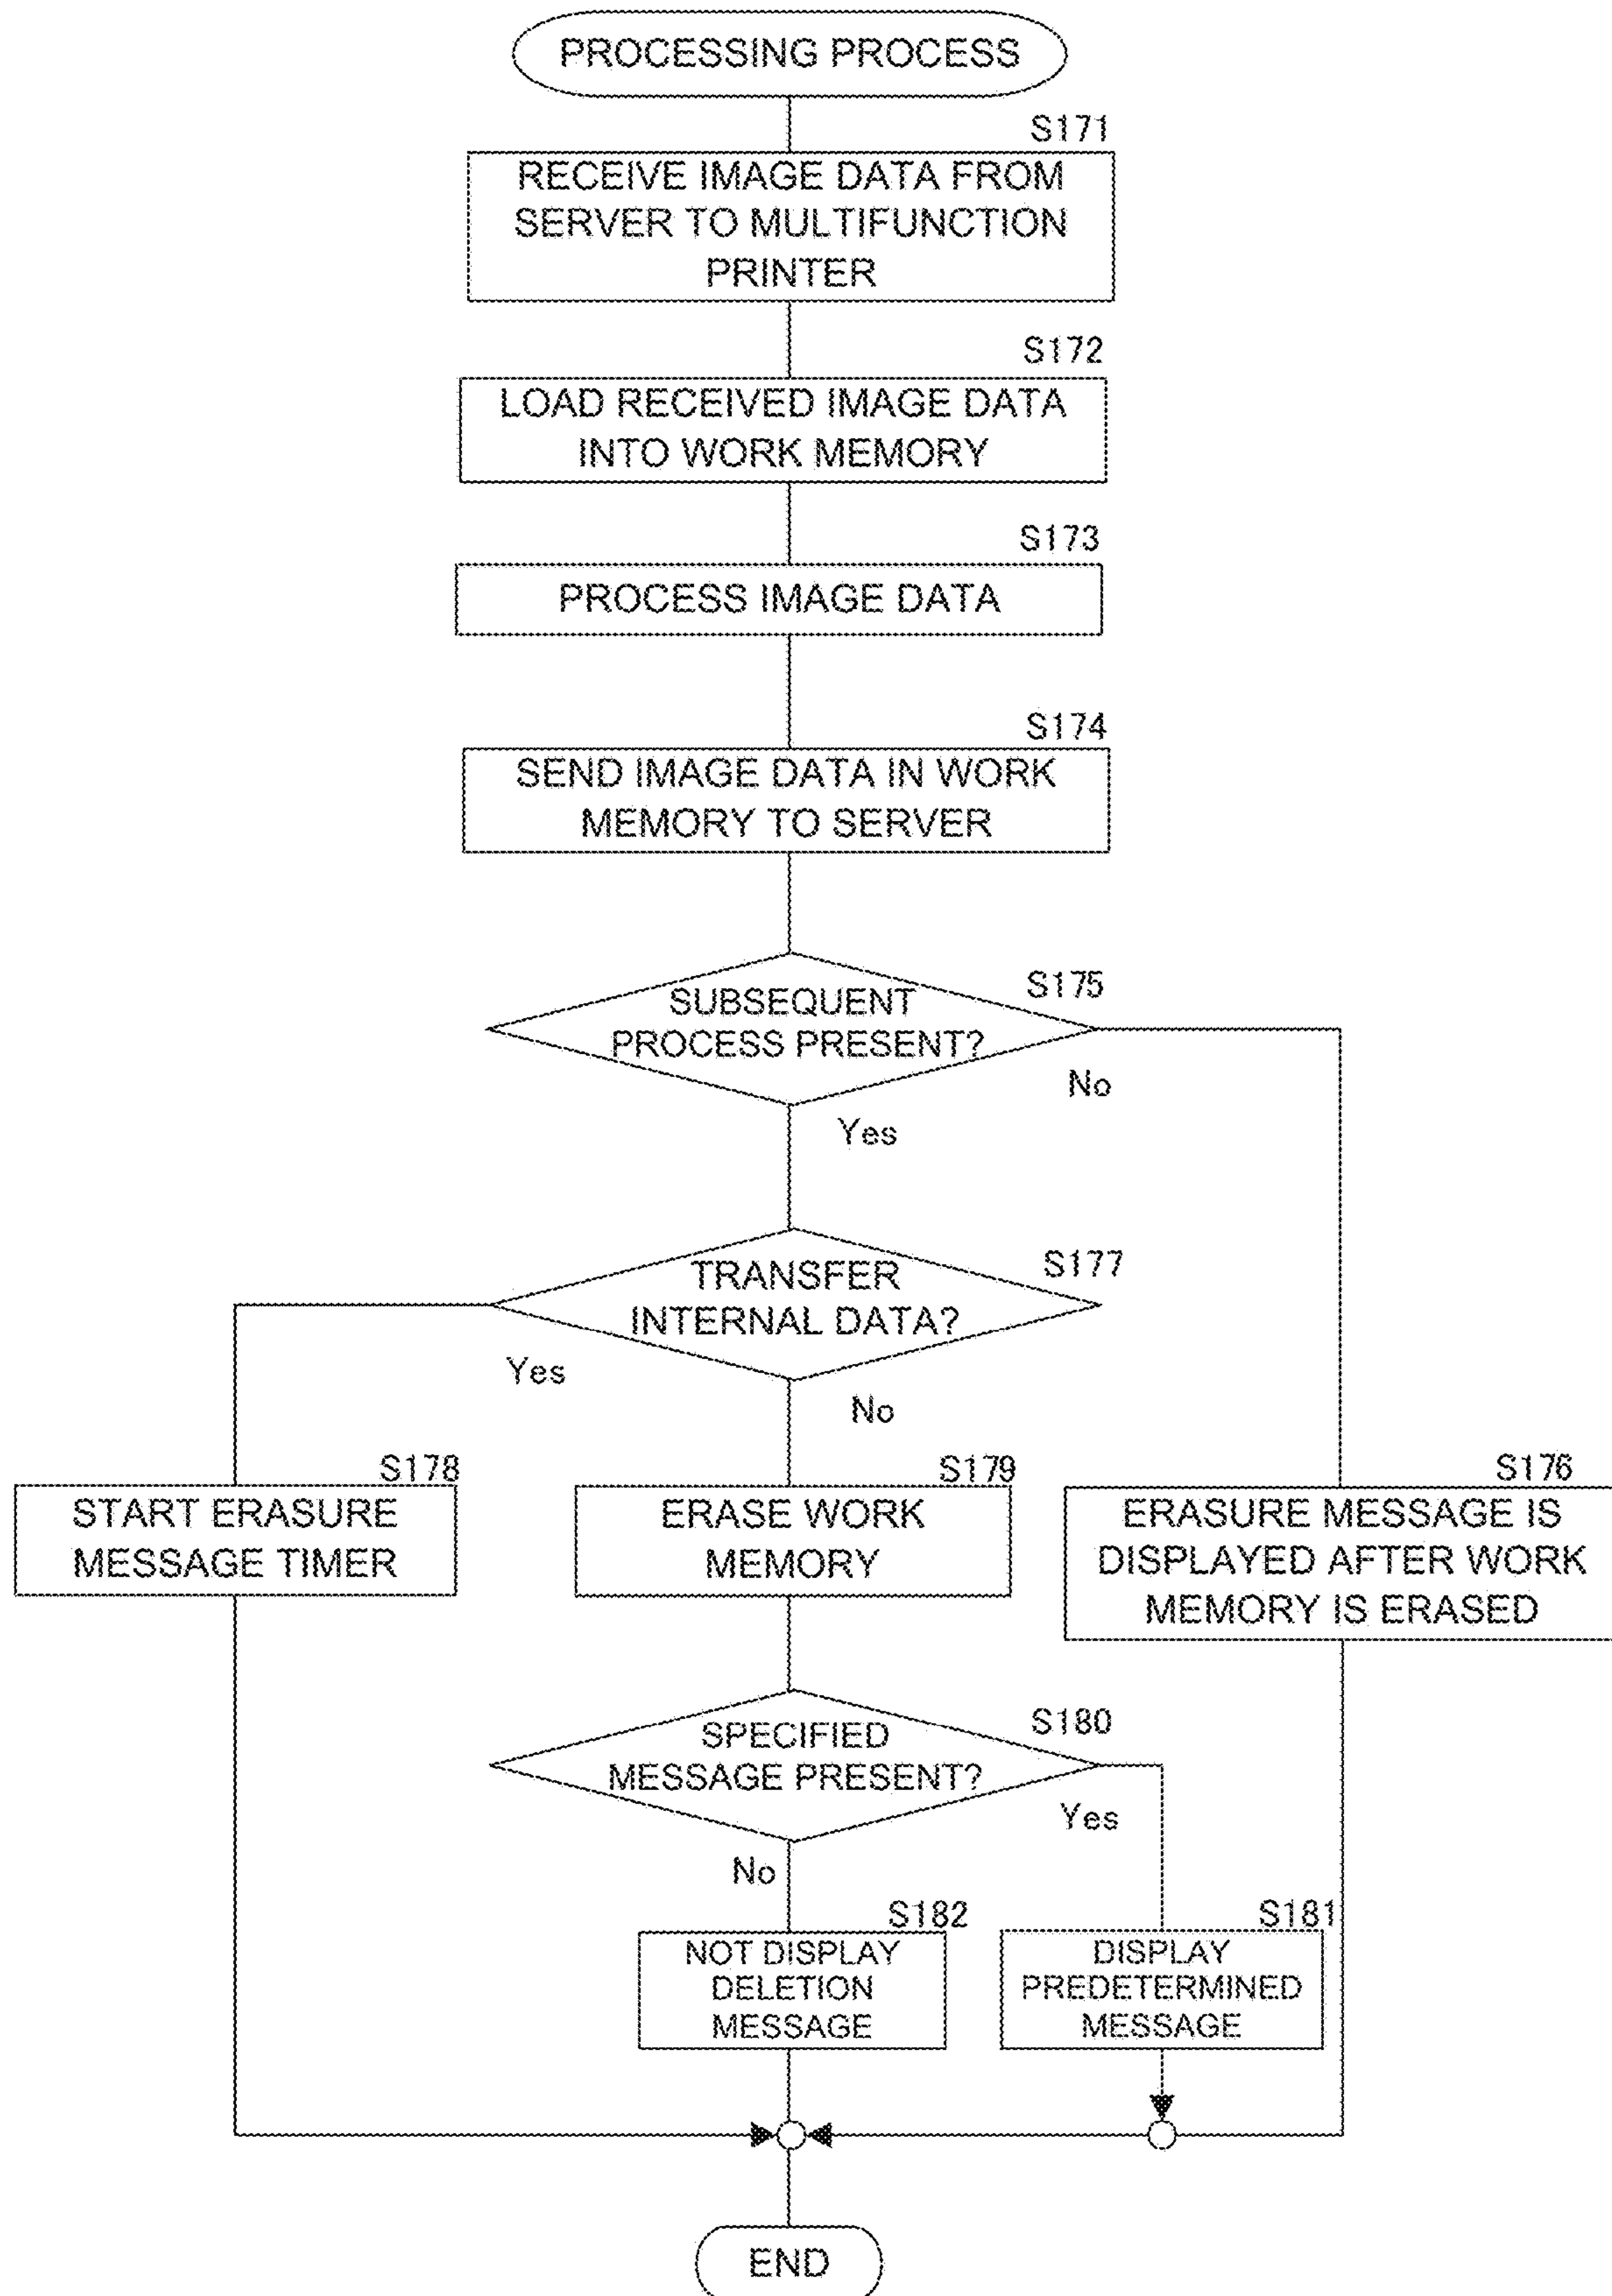 PROCESSING PROCESS
S171
RECEIVE IMAGE DATA FROM
SERVER TO MULTIFUNCTION
PRINTER
S172
LOAD RECEIVED IMAGE DATA
INTO WORK MEMORY
S173
PROCESS IMAGE DATA
S174
SEND IMAGE DATA IN WORK
MEMORY TO SERVER
S175
SUBSEQUENT
PROCESS PRESENT?
No
Yes
S177
TRANSFER
INTERNAL DATA?
Yes
No
S178
START ERASURE
MESSAGE TIMER
S179
ERASE WORK
MEMORY
S176
ERASURE MESSAGE IS
DISPLAYED AFTER WORK
MEMORY IS ERASED
S180
SPECIFIED
MESSAGE PRESENT?
Yes
No
S182
NOT DISPLAY
DELETION
MESSAGE
S181
DISPLAY
PREDETERMINED
MESSAGE
END